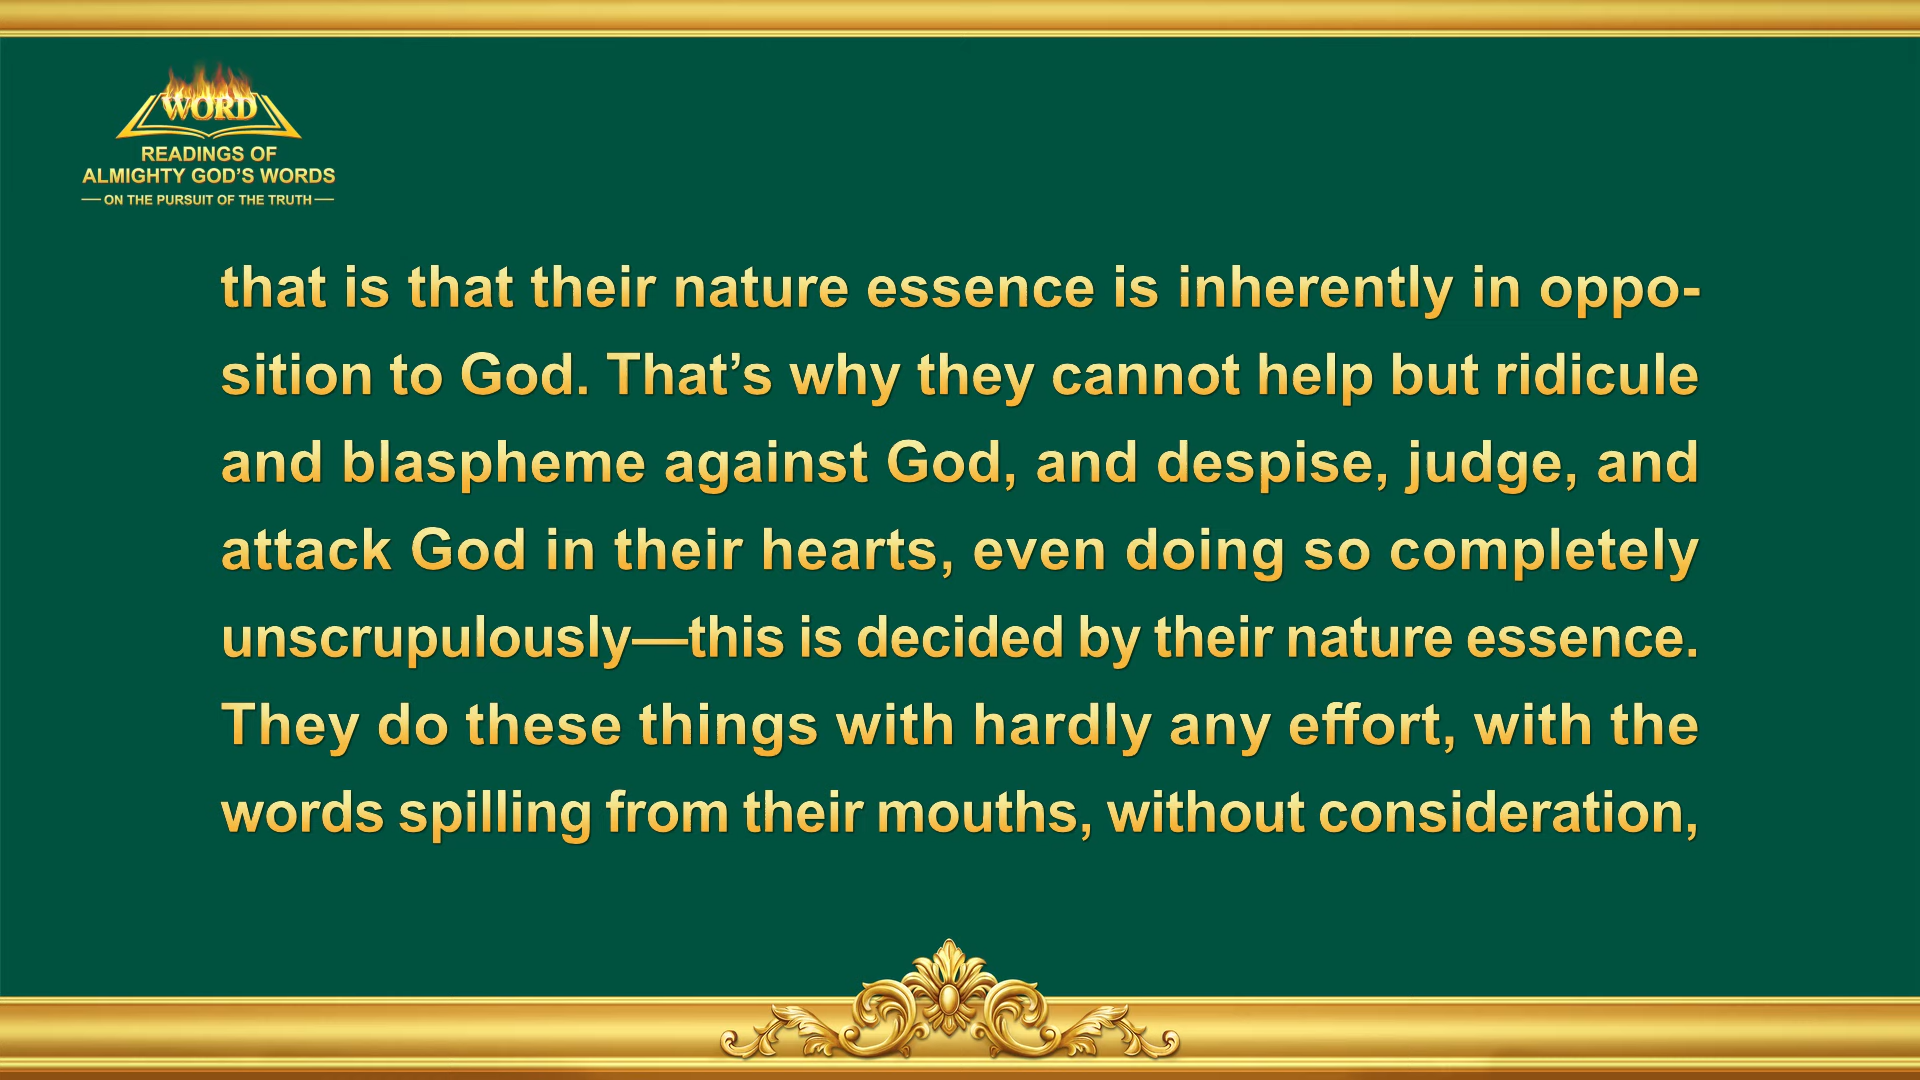 WORD
READINGS OF
ALMIGHTY GOD’S WORDS
— ON THE PURSUIT OF THE TRUTH —
that is that their nature essence is inherently in oppo-
sition to God. That’s why they cannot help but ridicule
and blaspheme against God, and despise, judge, and
attack God in their hearts, even doing so completely
unscrupulously—this is decided by their nature essence.
They do these things with hardly any effort, with the
words spilling from their mouths, without consideration,